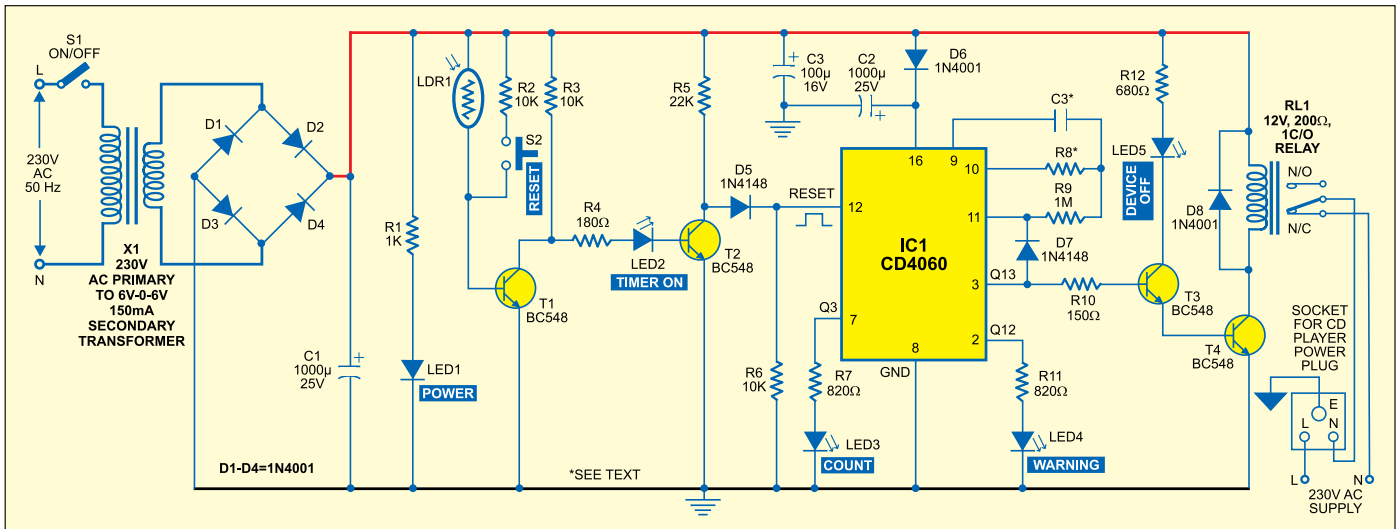 S1
ON/OFF
L
230V
AC
50 Hz
N
X1
230V
AC PRIMARY
TO 6V-0-6V
150mA
SECONDARY
TRANSFORMER
D1
D2
D3
D4
D1-D4=1N4001
C1
1000µ
25V
R1
1K
LED1
POWER
LDR1
R2
10K
S2
RESET
R3
10K
T1
BC548
R4
180Ω
LED2
TIMER ON
R5
22K
T2
BC548
D5
1N4148
R6
10K
*SEE TEXT
C3
100µ
16V
C2
1000µ
25V
D6
1N4001
RESET
12
16
9
10
11
3
2
7
8
IC1
CD4060
GND
Q3
R7
820Ω
LED3
COUNT
C3*
R8*
R9
1M
D7
1N4148
Q13
R10
150Ω
Q12
R11
820Ω
LED4
WARNING
R12
680Ω
LED5
DEVICE
OFF
T3
BC548
T4
BC548
D8
1N4001
RL1
12V, 200Ω,
1C/O
RELAY
N/O
N/C
SOCKET
FOR CD
PLAYER
POWER
PLUG
E
L
N
L
N
230V AC
SUPPLY